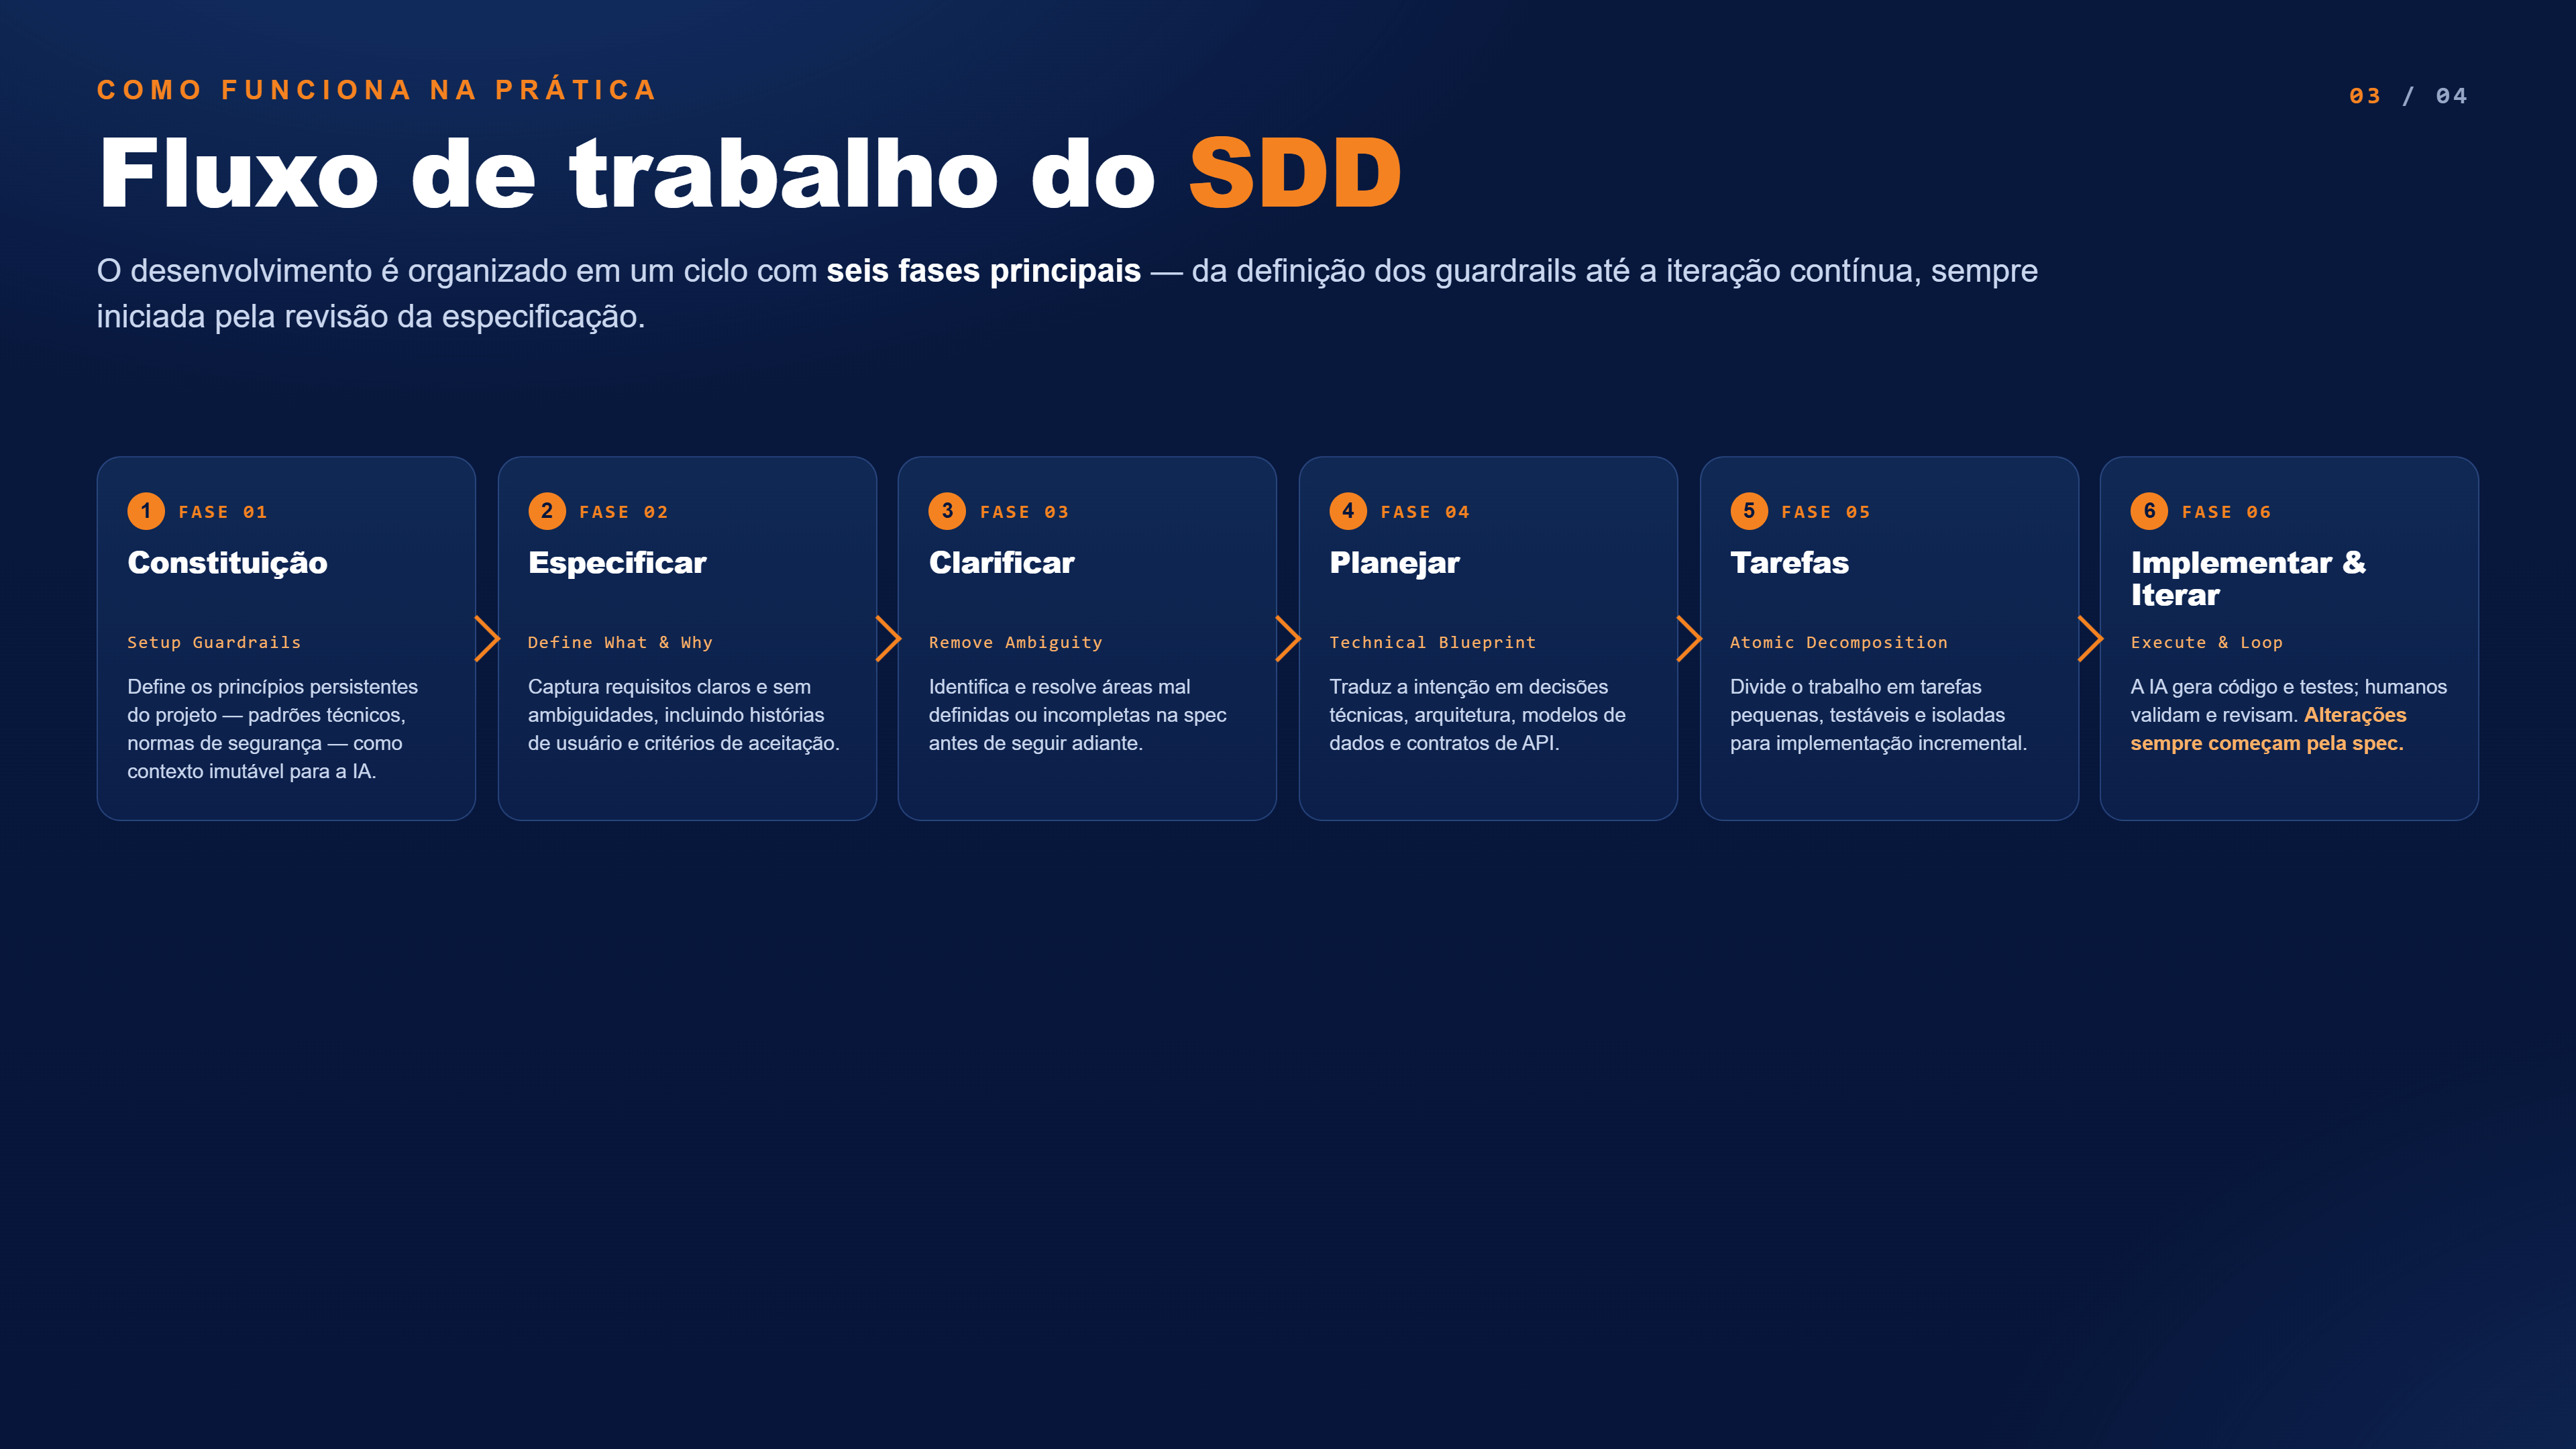 COMO FUNCIONA NA PRÁTICA
03 / 04
Fluxo de trabalho do SDD
O desenvolvimento é organizado em um ciclo com seis fases principais — da definição dos guardrails até a iteração contínua, sempre
iniciada pela revisão da especificação.
1 FASE 01
Constituição
Setup Guardrails
Define os princípios persistentes
do projeto — padrões técnicos,
normas de segurança — como
contexto imutável para a IA.
2 FASE 02
Especificar
Define What & Why
Captura requisitos claros e sem
ambiguidades, incluindo histórias
de usuário e critérios de aceitação.
3 FASE 03
Clarificar
Remove Ambiguity
Identifica e resolve áreas mal
definidas ou incompletas na spec
antes de seguir adiante.
4 FASE 04
Planejar
Technical Blueprint
Traduz a intenção em decisões
técnicas, arquitetura, modelos de
dados e contratos de API.
5 FASE 05
Tarefas
Atomic Decomposition
Divide o trabalho em tarefas
pequenas, testáveis e isoladas
para implementação incremental.
6 FASE 06
Implementar &
Iterar
Execute & Loop
A IA gera código e testes; humanos
validam e revisam. Alterações
sempre começam pela spec.